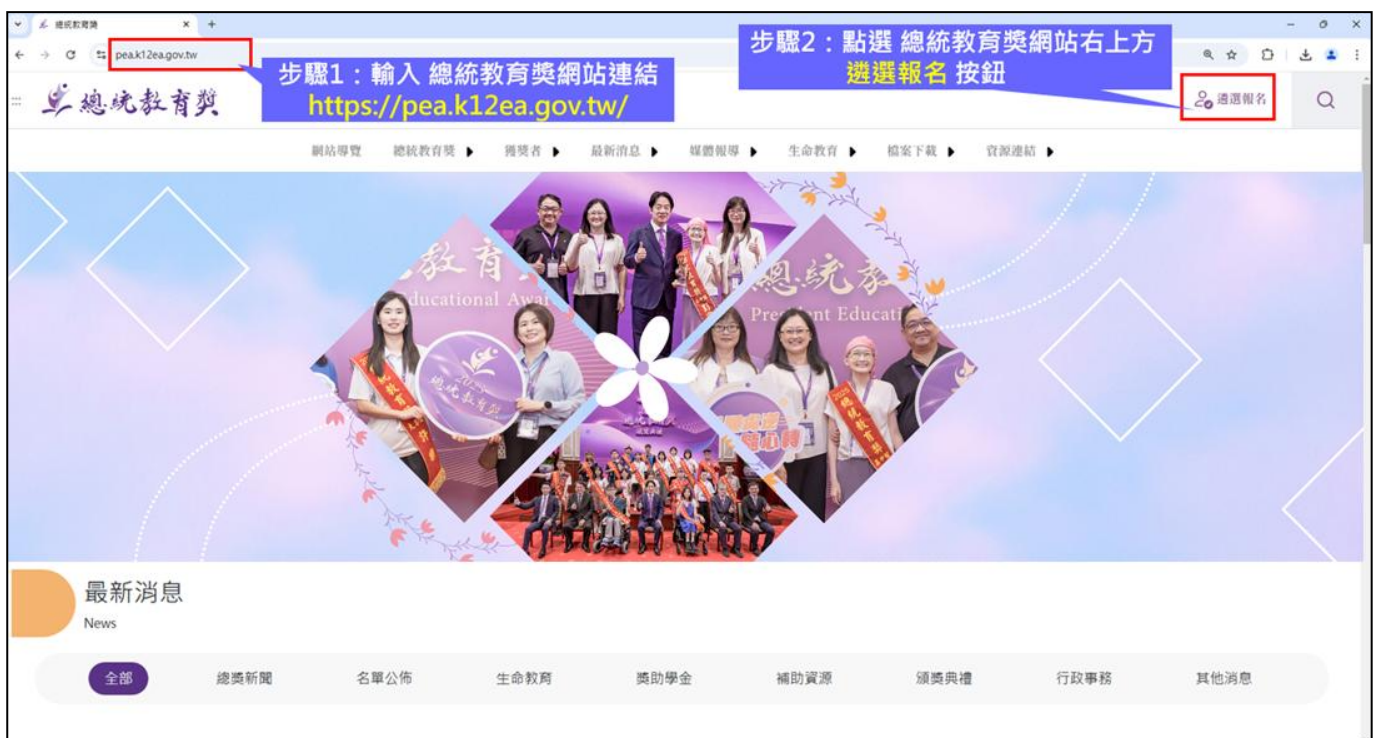 總統教育獎
pea.k12ea.gov.tw
步驟1：輸入 總統教育獎網站連結
https://pea.k12ea.gov.tw/
步驟2：點選 總統教育獎網站右上方
遴選報名 按鈕
總統教育獎
遴選報名
網站導覽 總統教育獎 獲獎者 最新消息 媒體報導 生命教育 檔案下載 資源連結
教育
Educational Award
總統教
President Educati
2025
總統教育獎
最新消息
News
全部 總獎新聞 名單公佈 生命教育 獎助學金 補助資源 頒獎典禮 行政事務 其他消息